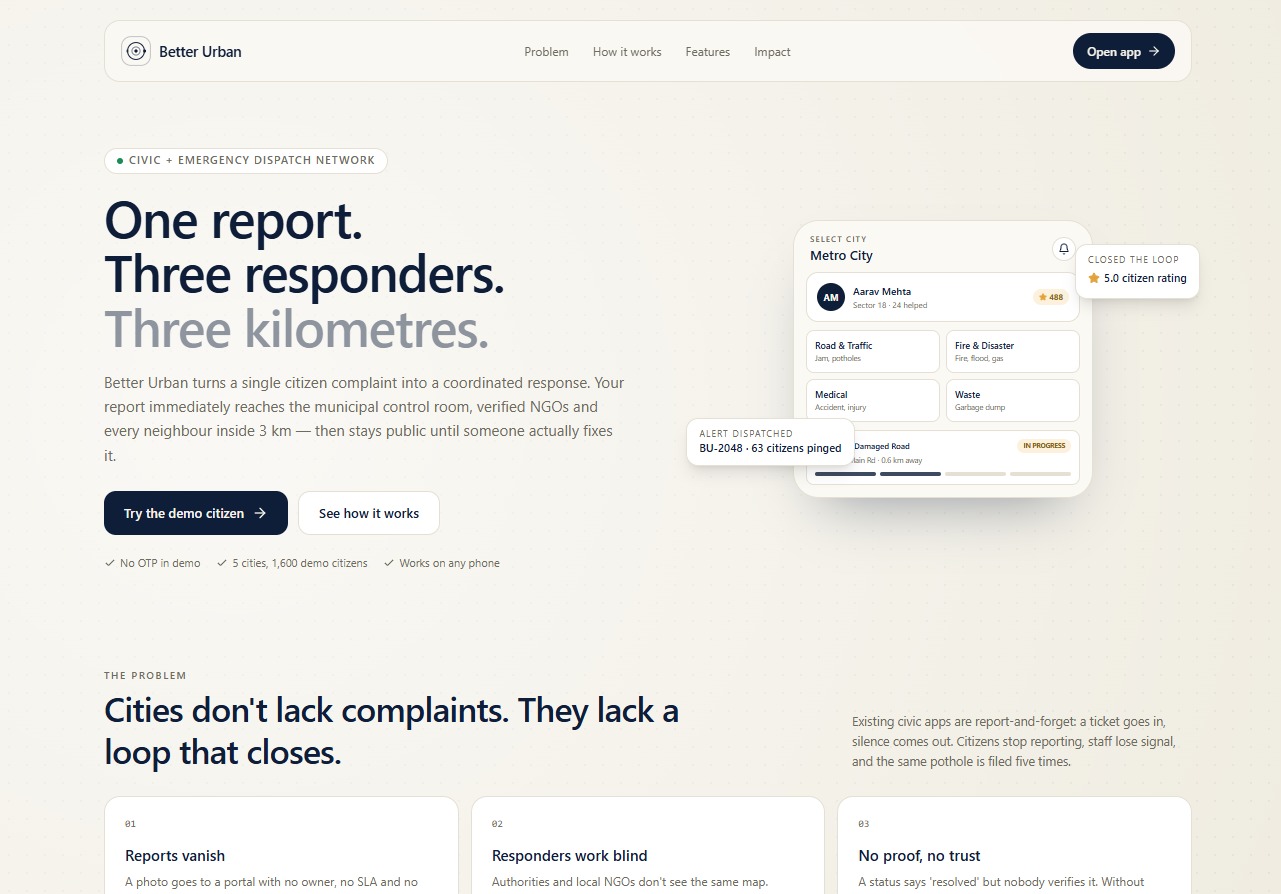 Better Urban
Problem
How it works
Features
Impact
Open app
CIVIC + EMERGENCY DISPATCH NETWORK
One report.
Three responders.
Three kilometres.
Better Urban turns a single citizen complaint into a coordinated response. Your
report immediately reaches the municipal control room, verified NGOs and
every neighbour inside 3 km — then stays public until someone actually fixes
it.
Try the demo citizen
See how it works
No OTP in demo
5 cities, 1,600 demo citizens
Works on any phone
SELECT CITY
Metro City
CLOSED THE LOOP
5.0 citizen rating
AM
Aarav Mehta
Sector 18 · 24 helped
488
Road & Traffic
Jam, potholes
Fire & Disaster
Fire, flood, gas
Medical
Accident, injury
Waste
Garbage dump
ALERT DISPATCHED
BU-2048 · 63 citizens pinged
Damaged Road
IN PROGRESS
Rd · 0.6 km away
THE PROBLEM
Cities don't lack complaints. They lack a
loop that closes.
Existing civic apps are report-and-forget: a ticket goes in,
silence comes out. Citizens stop reporting, staff lose signal,
and the same pothole is filed five times.
01
Reports vanish
A photo goes to a portal with no owner, no SLA and no
02
Responders work blind
Authorities and local NGOs don't see the same map.
03
No proof, no trust
A status says 'resolved' but nobody verifies it. Without